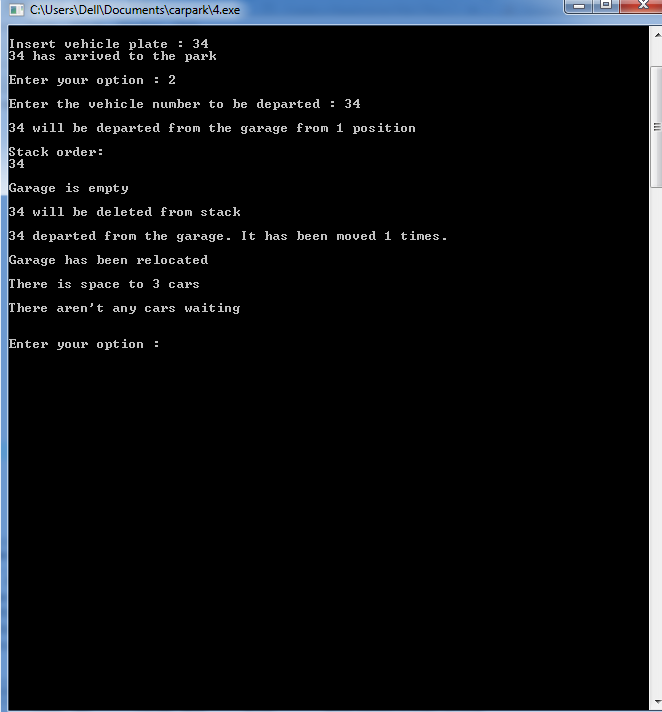 C:\Users\Dell\Documents\carpark\4.exe
Insert vehicle plate : 34
34 has arrived to the park
Enter your option : 2
Enter the vehicle number to be departed : 34
34 will be departed from the garage from 1 position
Stack order:
34
Garage is empty
34 will be deleted from stack
34 departed from the garage. It has been moved 1 times.
Garage has been relocated
There is space to 3 cars
There aren't any cars waiting
Enter your option :